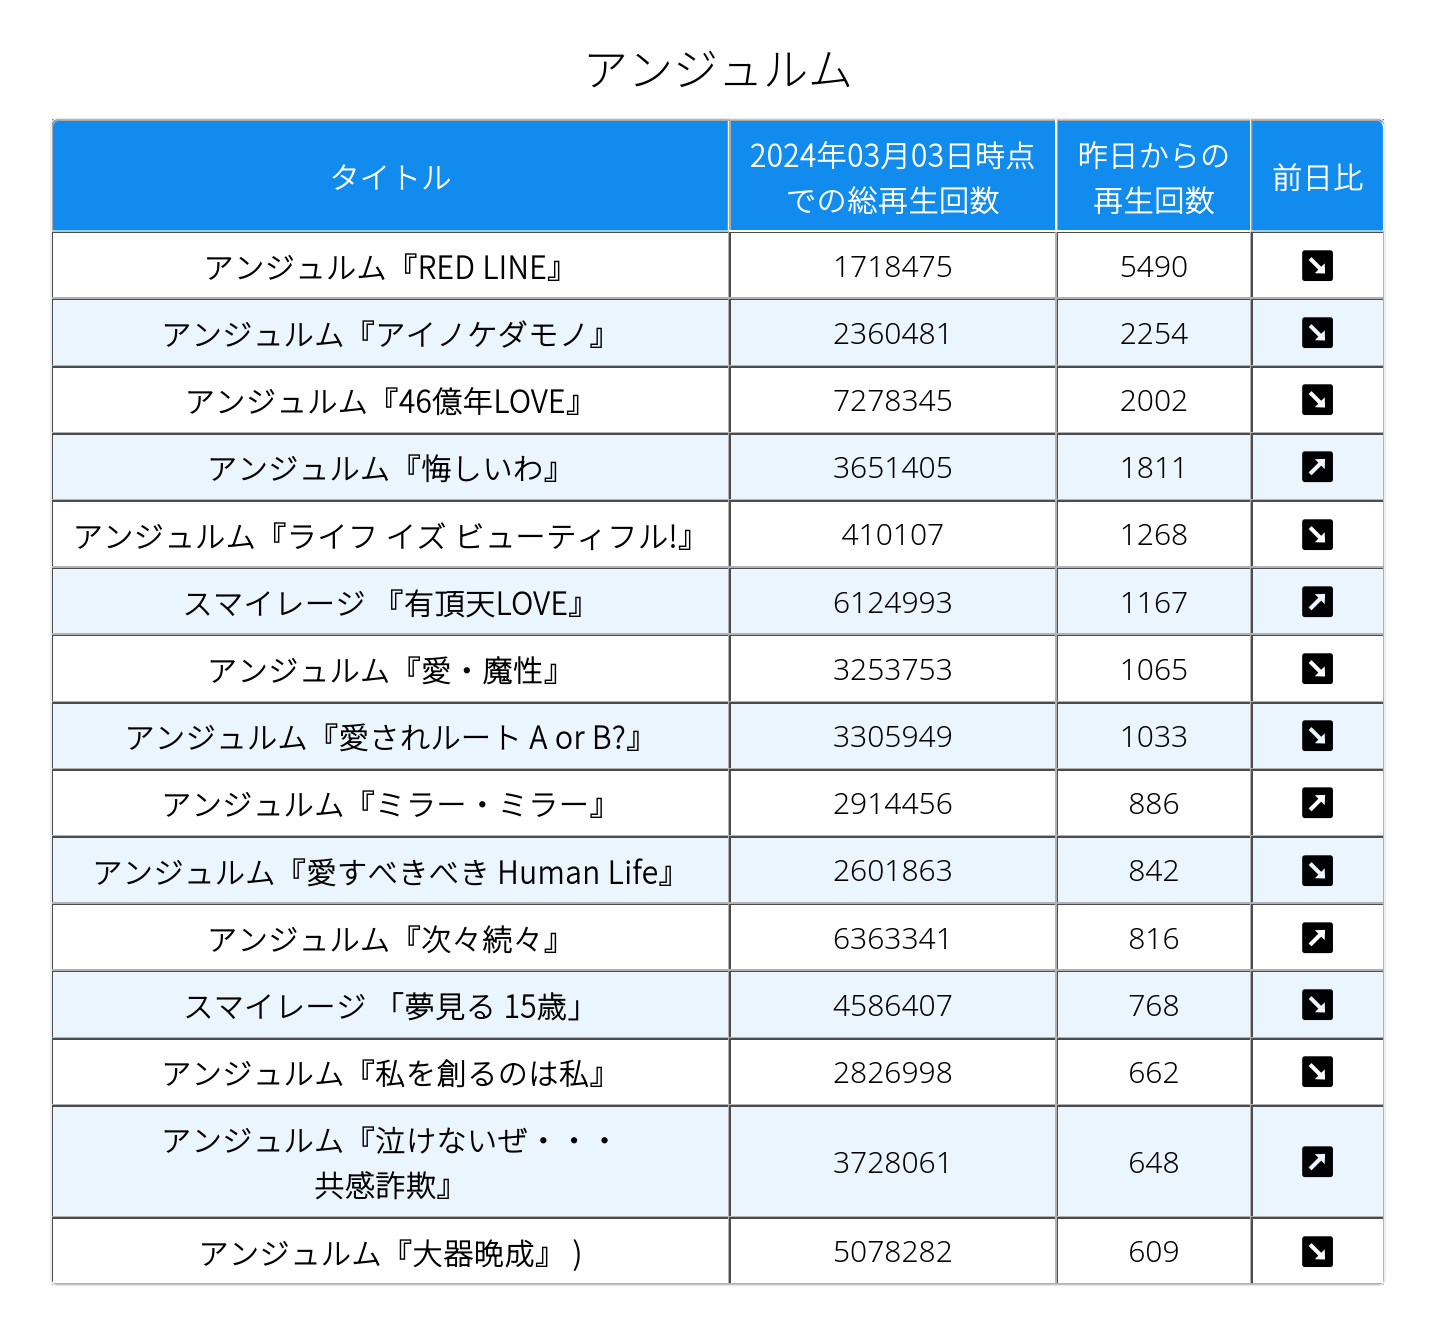 アンジュルム
タイトル 2024年03月03日時点での総再生回数 昨日からの再生回数 前日比
アンジュルム『RED LINE』 1718475 5490 ↘
アンジュルム『アイノケダモノ』 2360481 2254 ↘
アンジュルム『46億年LOVE』 7278345 2002 ↘
アンジュルム『悔しいわ』 3651405 1811 ↗
アンジュルム『ライフ イズ ビューティフル!』 410107 1268 ↘
スマイレージ 『有頂天LOVE』 6124993 1167 ↗
アンジュルム『愛・魔性』 3253753 1065 ↘
アンジュルム『愛されルート A or B?』 3305949 1033 ↘
アンジュルム『ミラー・ミラー』 2914456 886 ↗
アンジュルム『愛すべきべき Human Life』 2601863 842 ↘
アンジュルム『次々続々』 6363341 816 ↗
スマイレージ 「夢見る 15歳」 4586407 768 ↘
アンジュルム『私を創るのは私』 2826998 662 ↘
アンジュルム『泣けないぜ・・・共感詐欺』 3728061 648 ↗
アンジュルム『大器晩成』 ) 5078282 609 ↘